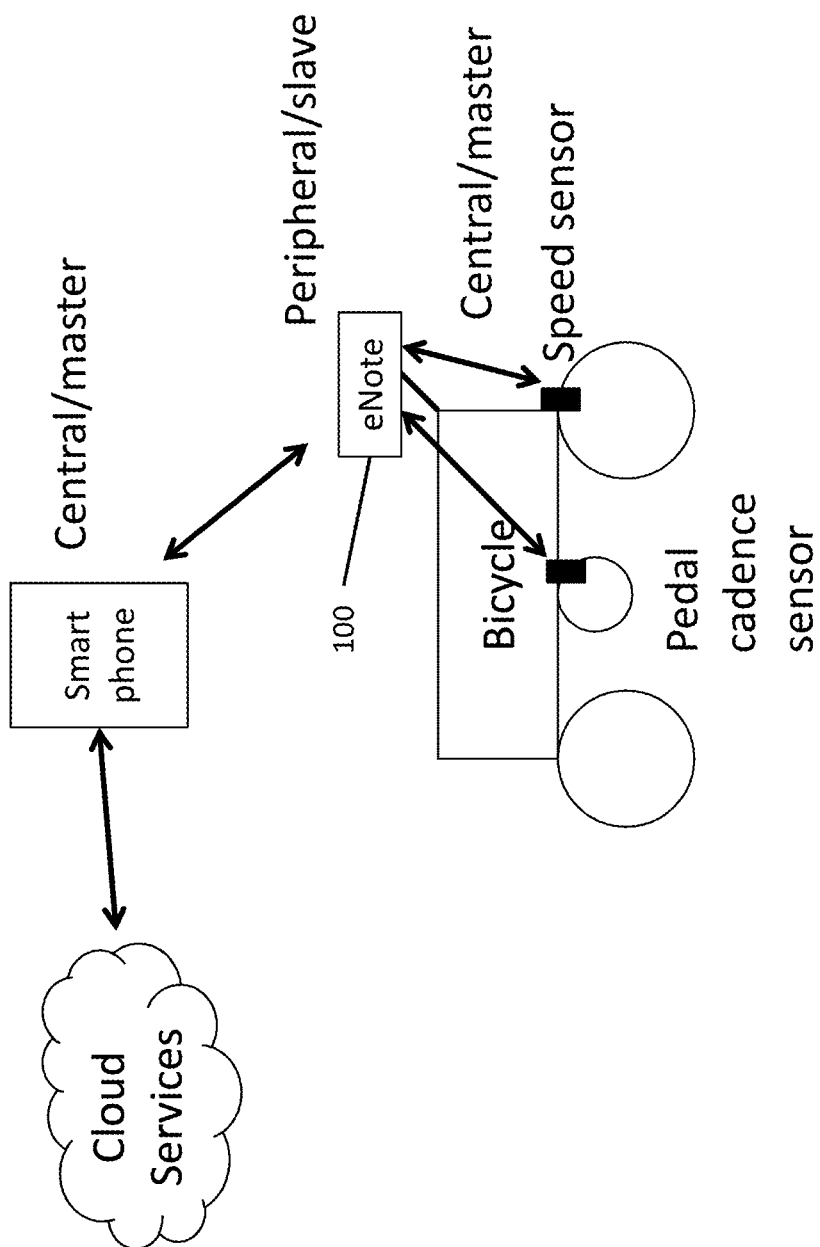 Cloud
Services
Smart
phone
Central/master
Peripheral/slave
eNote
100
Central/master
Speed sensor
Bicycle
Pedal
cadence
sensor